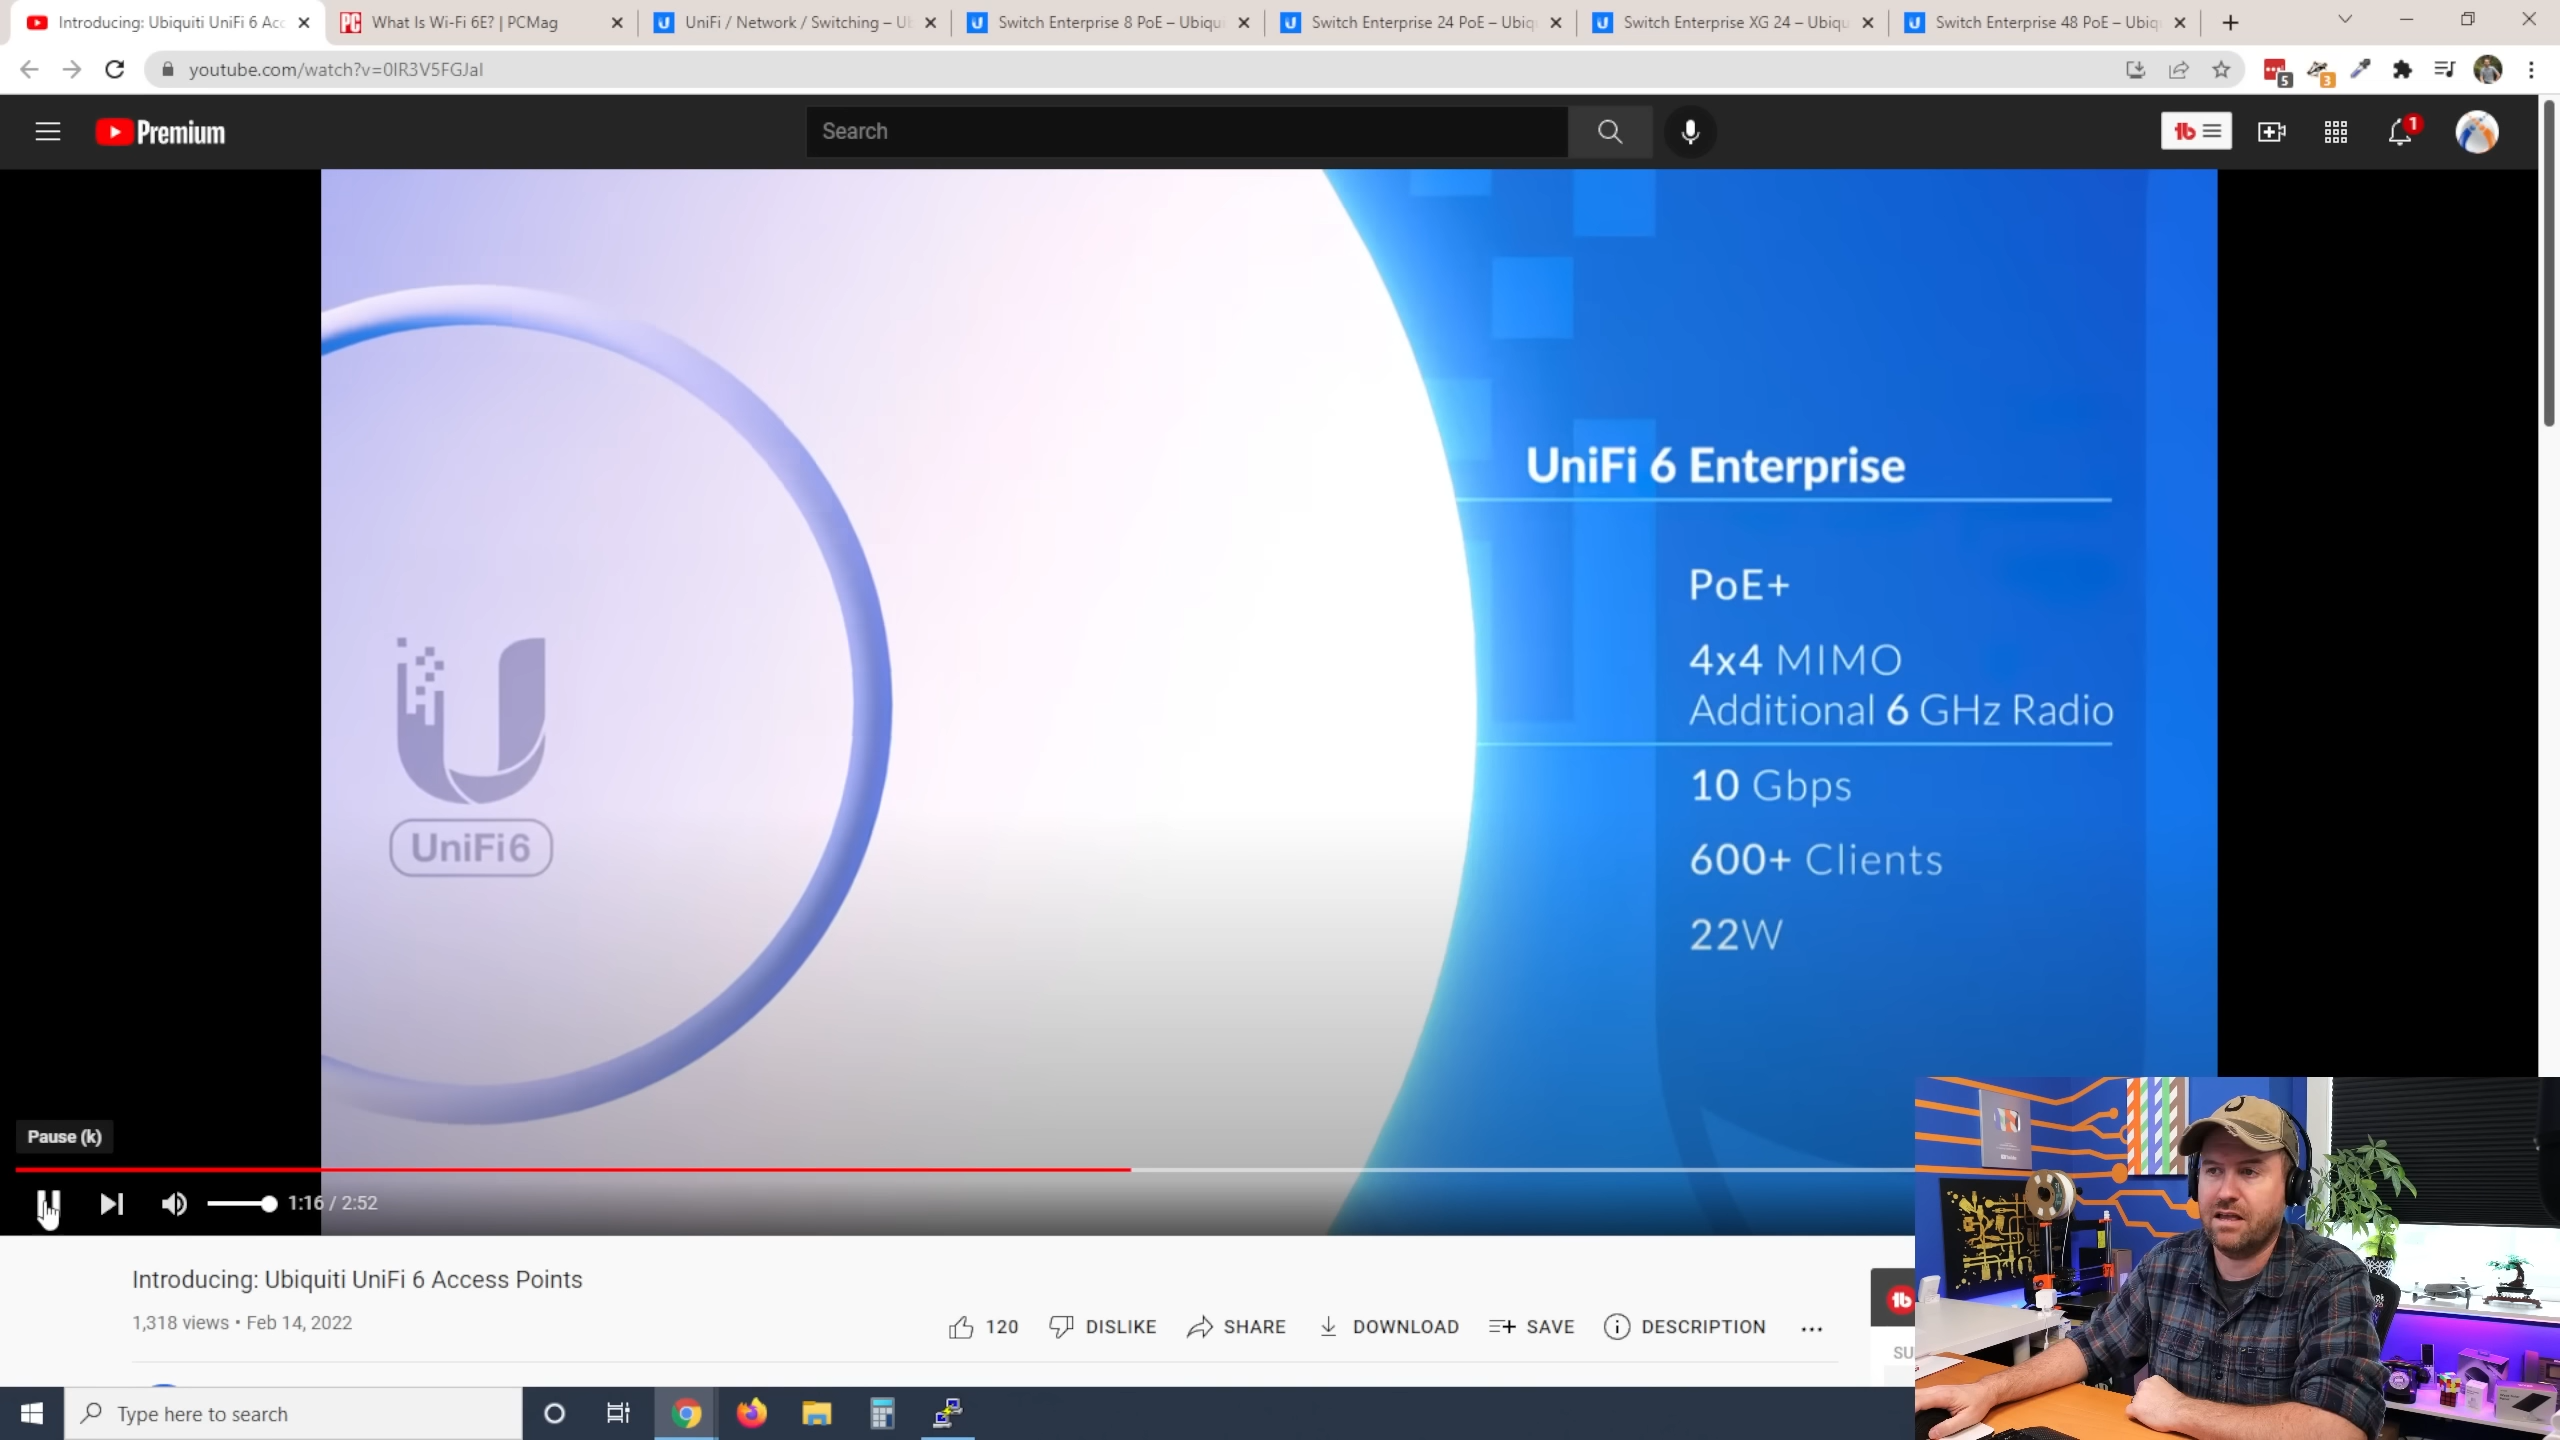 Introducing: Ubiquiti UniFi 6 Acc
What Is Wi-Fi 6E? | PCMag
UniFi / Network / Switching – Ub
Switch Enterprise 8 PoE – Ubiqu
Switch Enterprise 24 PoE – Ubiq
Switch Enterprise XG 24 – Ubiqu
Switch Enterprise 48 PoE – Ubiq
youtube.com/watch?v=0IR3V5FGJaI
5
3
Premium
Search
1
UniFi 6 Enterprise
PoE+
4x4 MIMO
Additional 6 GHz Radio
10 Gbps
600+ Clients
22W
U
UniFi6
Pause (k)
1:16 / 2:52
Introducing: Ubiquiti UniFi 6 Access Points
1,318 views • Feb 14, 2022
120
DISLIKE
SHARE
DOWNLOAD
SAVE
DESCRIPTION
SU
Type here to search